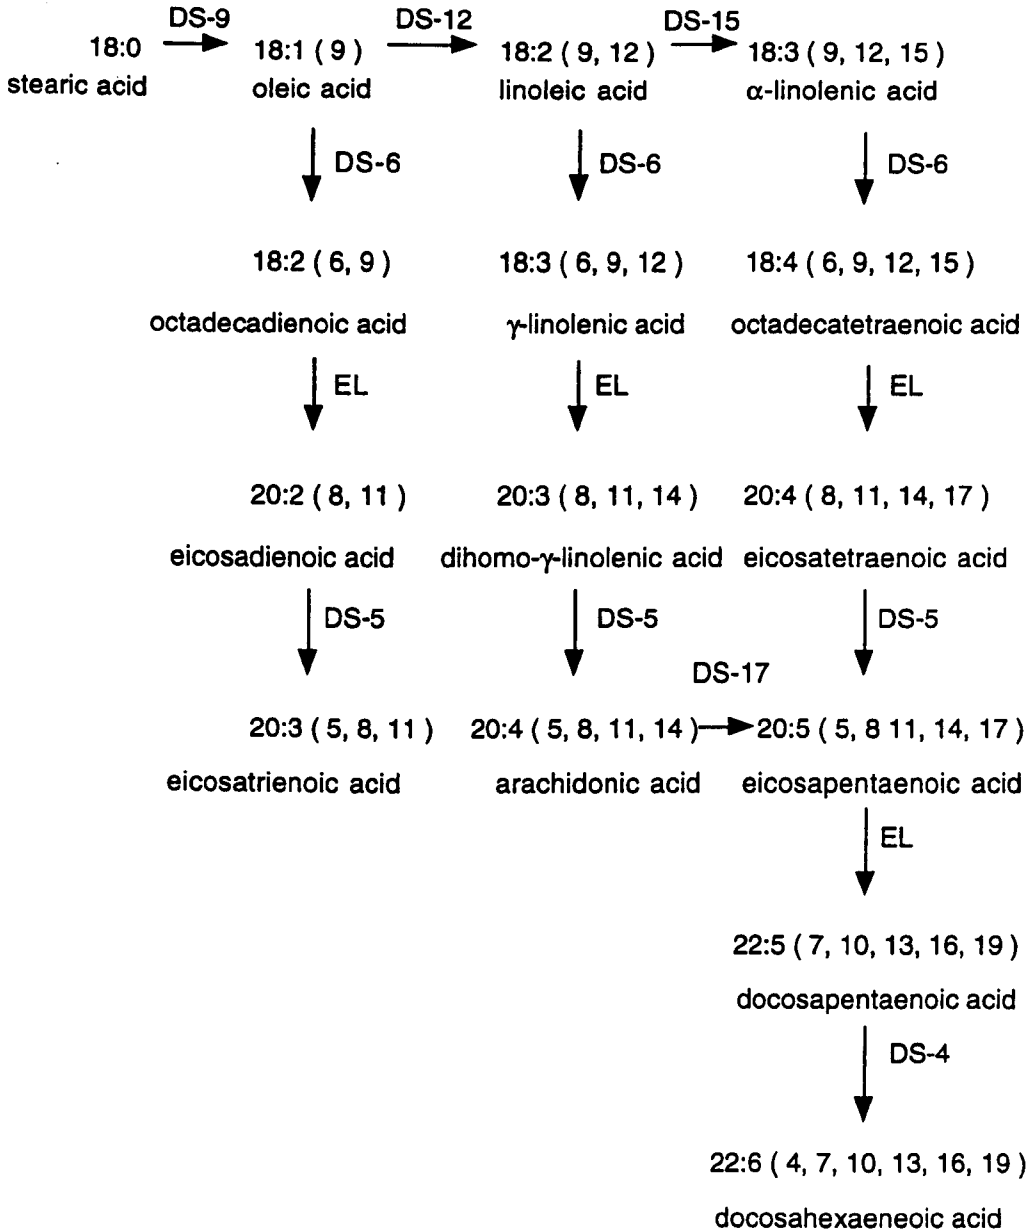 DS-9 DS-12 DS-15
18:0 18:1 ( 9 ) 18:2 ( 9, 12 ) 18:3 ( 9, 12, 15 )
stearic acid oleic acid linoleic acid α-linolenic acid
DS-6 DS-6 DS-6
18:2 ( 6, 9 ) 18:3 ( 6, 9, 12 ) 18:4 ( 6, 9, 12, 15 )
octadecadienoic acid γ-linolenic acid octadecatetraenoic acid
EL EL EL
20:2 ( 8, 11 ) 20:3 ( 8, 11, 14 ) 20:4 ( 8, 11, 14, 17 )
eicosadienoic acid dihomo-γ-linolenic acid eicosatetraenoic acid
DS-5 DS-5 DS-5
DS-17
20:3 ( 5, 8, 11 ) 20:4 ( 5, 8, 11, 14 ) 20:5 ( 5, 8 11, 14, 17 )
eicosatrienoic acid arachidonic acid eicosapentaenoic acid
EL
22:5 ( 7, 10, 13, 16, 19 )
docosapentaenoic acid
DS-4
22:6 ( 4, 7, 10, 13, 16, 19 )
docosahexaeneoic acid